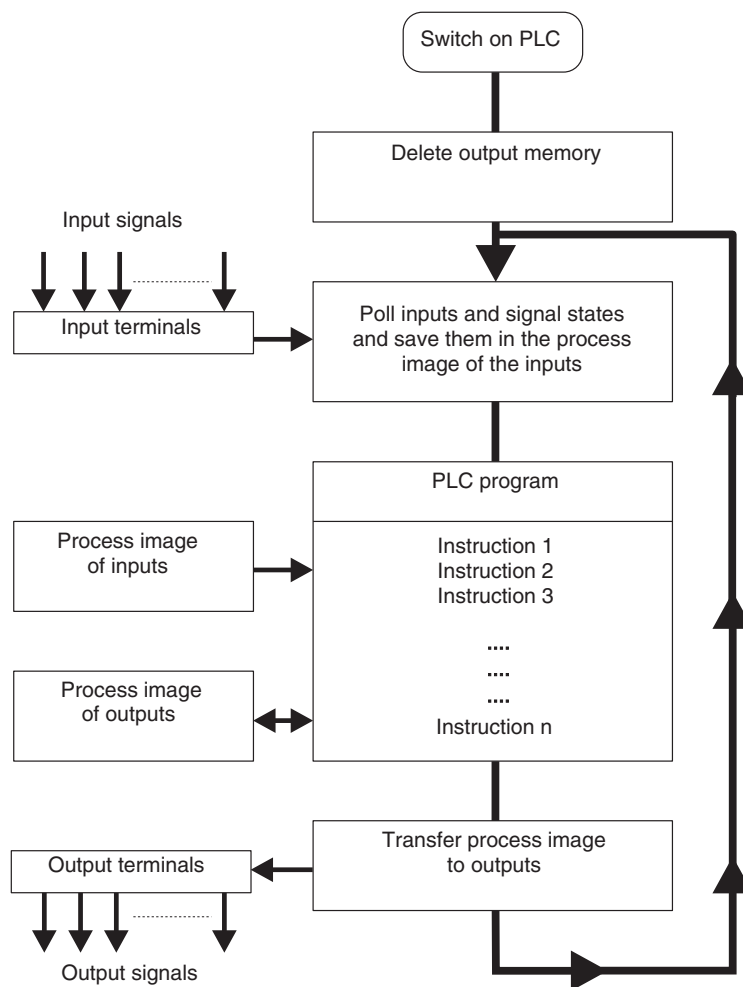 Switch on PLC
Delete output memory
Input signals
Input terminals
Poll inputs and signal states
and save them in the process
image of the inputs
PLC program
Process image
of inputs
Instruction 1
Instruction 2
Instruction 3
....
....
....
Instruction n
Process image
of outputs
Transfer process image
to outputs
Output terminals
Output signals